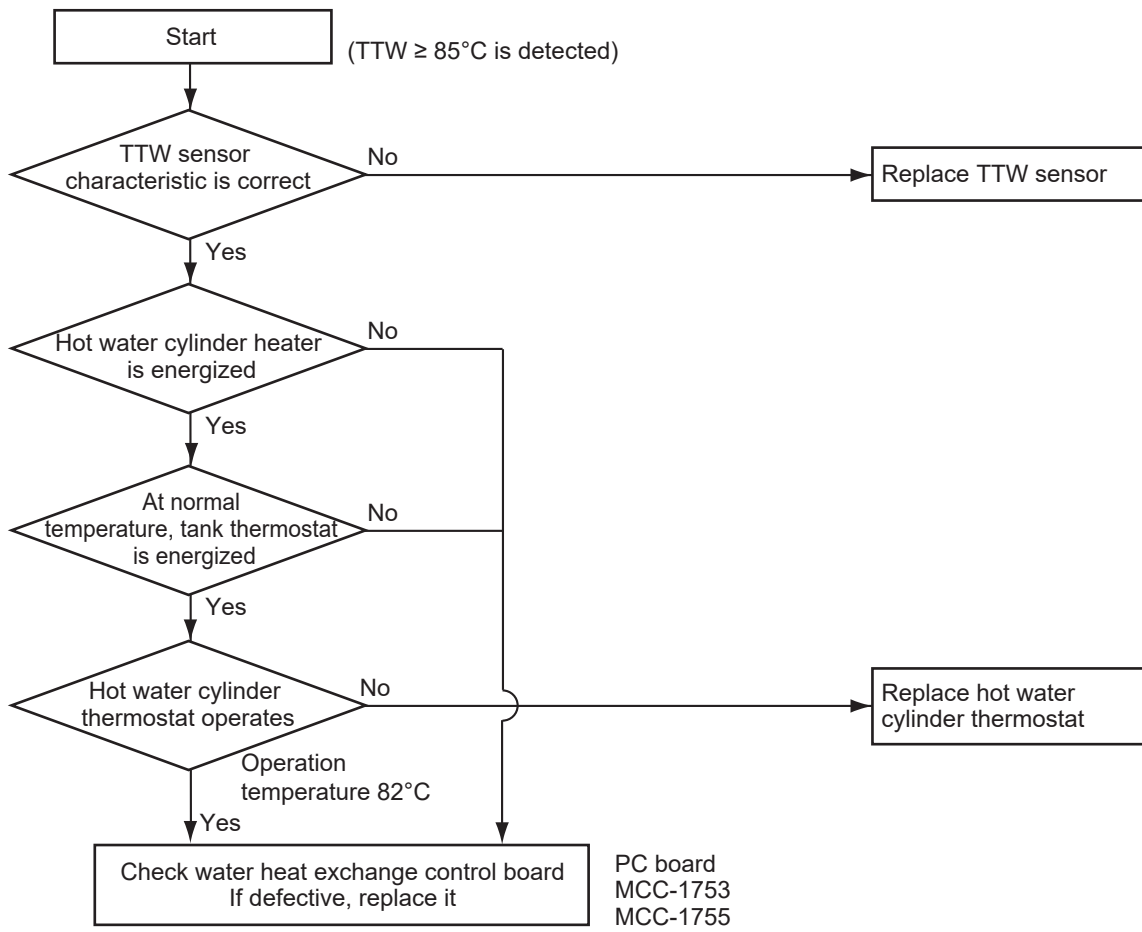 Start
(TTW ≥ 85°C is detected)
TTW sensor
characteristic is correct
No
Replace TTW sensor
Yes
Hot water cylinder heater
is energized
No
Yes
At normal
temperature, tank thermostat
is energized
No
Yes
Hot water cylinder
thermostat operates
No
Replace hot water
cylinder thermostat
Operation
temperature 82°C
Yes
Check water heat exchange control board
If defective, replace it
PC board
MCC-1753
MCC-1755